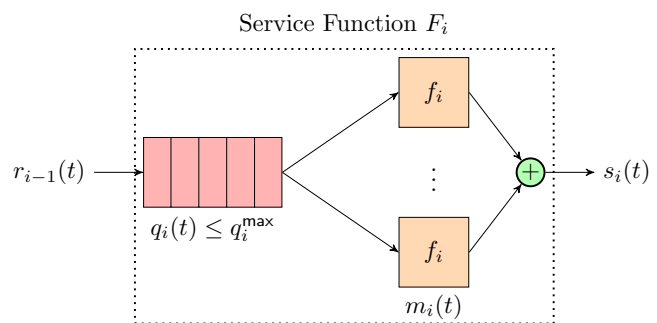 Service Function F_i
f_i
r_{i-1}(t)
⋮
+
s_i(t)
q_i(t) ≤ q_i^{max}
f_i
m_i(t)